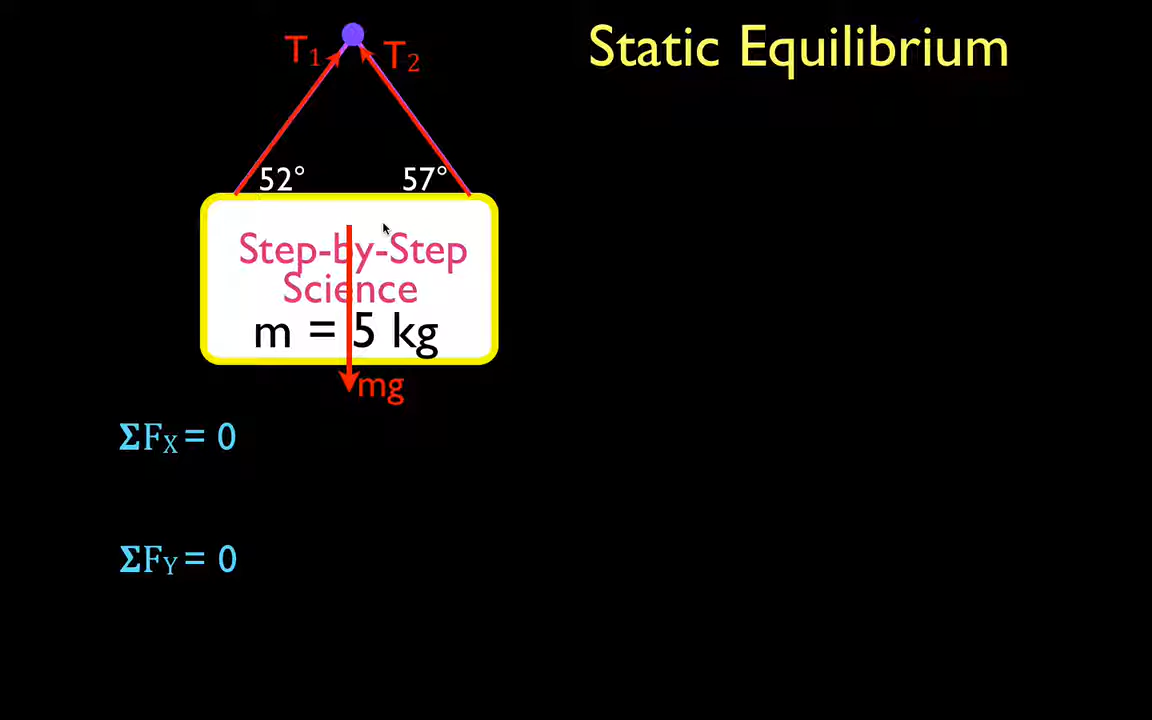 Static Equilibrium
T₁
T₂
52°
57°
Step-by-Step
Science
m = 5 kg
mg
ΣFX = 0
ΣFY = 0